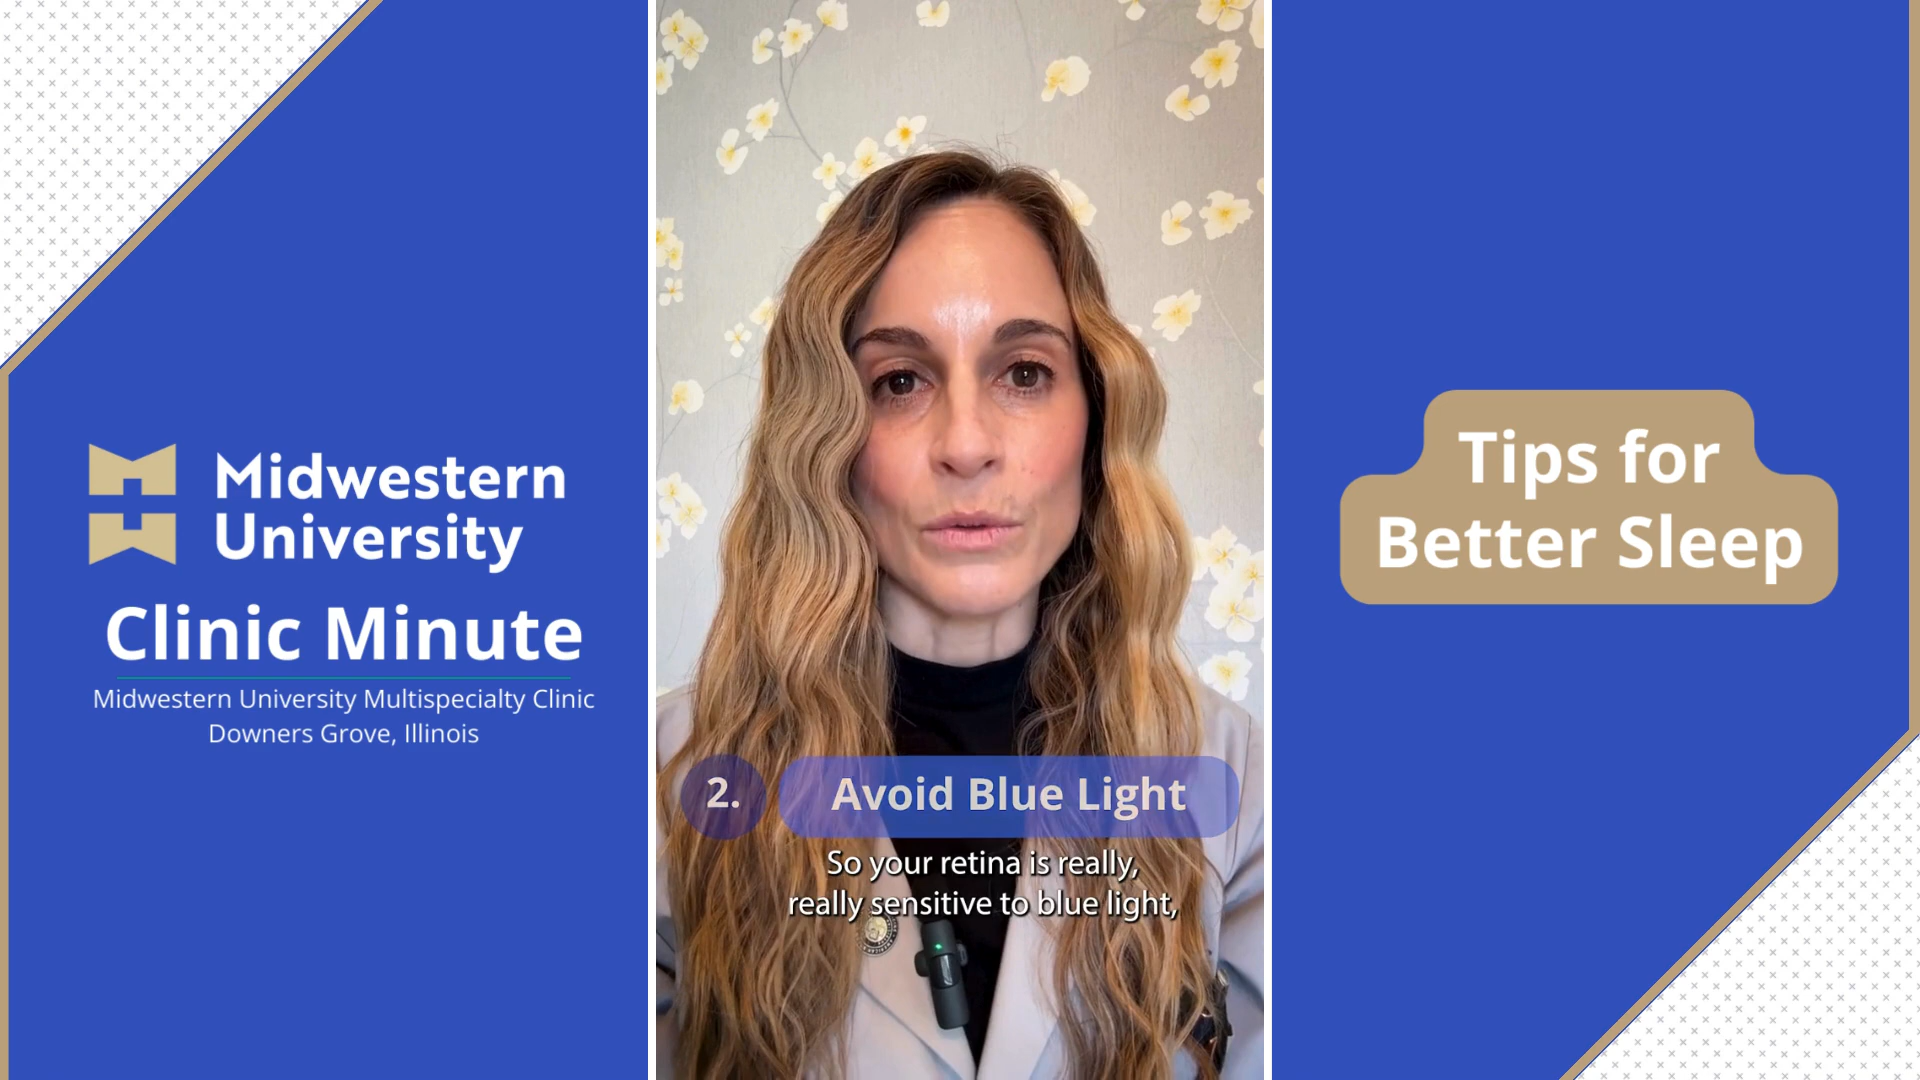 Midwestern
University
Clinic Minute
Midwestern University Multispecialty Clinic
Downers Grove, Illinois
2. Avoid Blue Light
So your retina is really,
really sensitive to blue light,
Tips for
Better Sleep